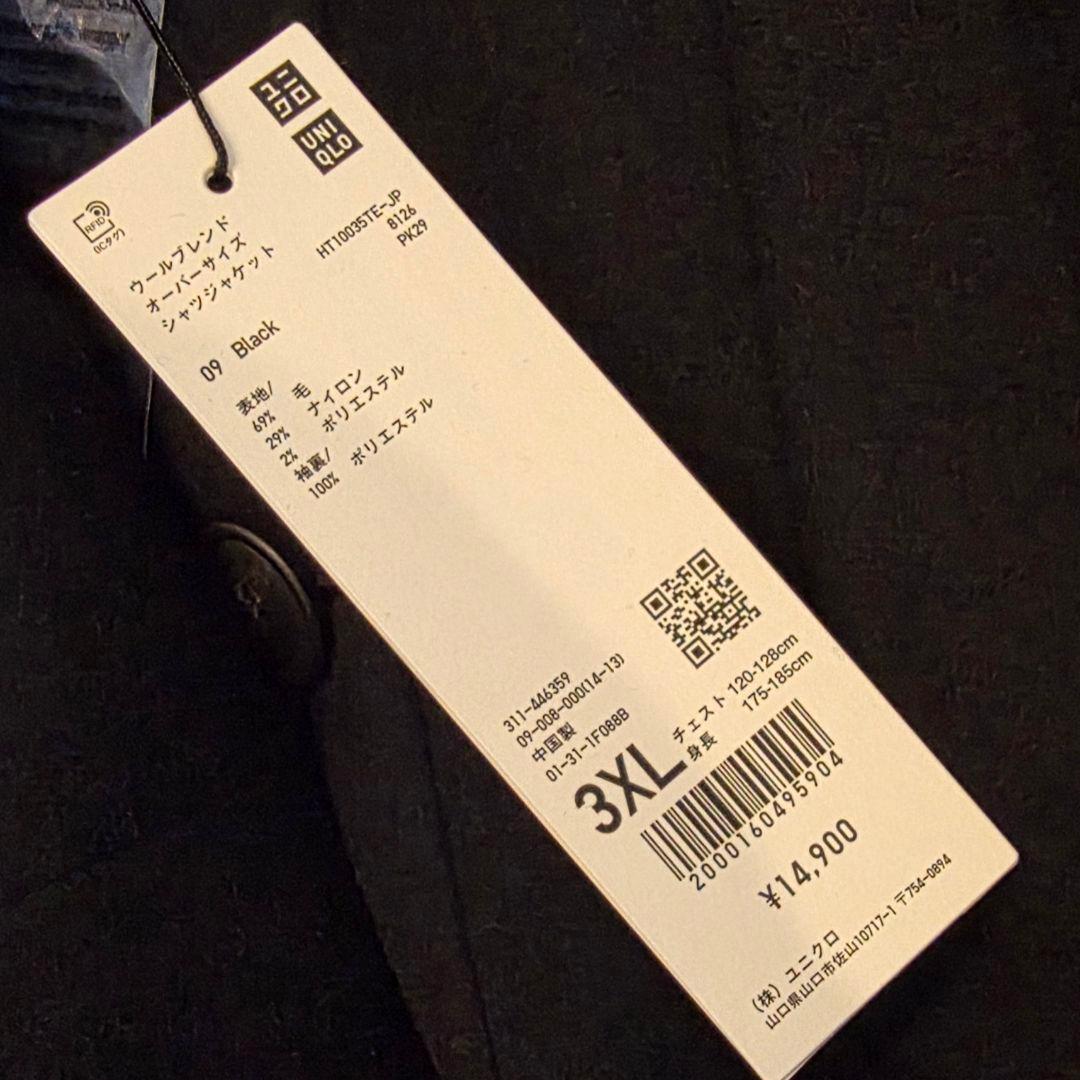 ユニ
クロ
UNI
QLO
RFID
(ICタグ)
HT10035TE-JP
8126
PK29
ウールブレンド
オーバーサイズ
シャツジャケット
09 Black
表地/
69% 毛
29% ナイロン
2% ポリエステル
袖裏/
100% ポリエステル
311-446359
09-008-000(14-13)
中国製
01-31-1F088B
3XL
チェスト 120-128cm
身長 175-185cm
2000160495904
¥14,900
(株) ユニクロ
山口県山口市佐山10717-1 〒754-0894